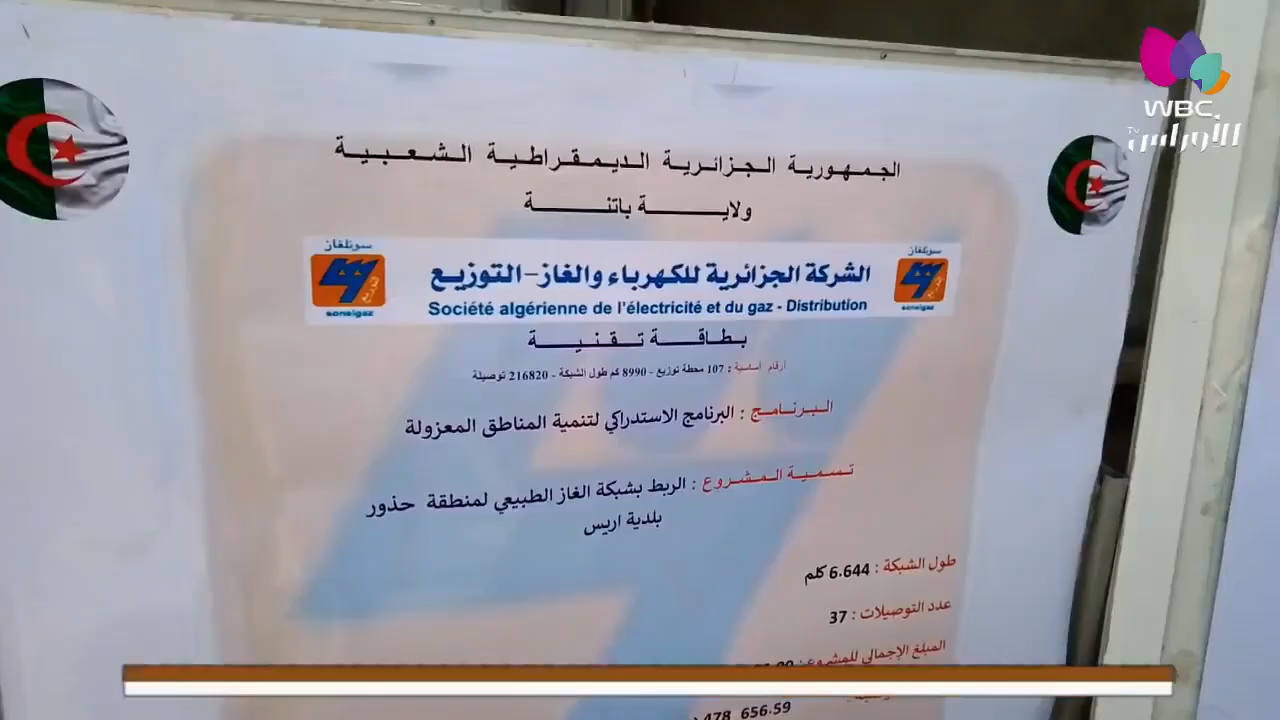 WBC
TV الأوراس
الجمهورية الجزائرية الديمقراطية الشعبية
ولاية باتنة
سونلغاز
الشركة الجزائرية للكهرباء والغاز-التوزيع
Société algérienne de l'électricité et du gaz - Distribution
sonelgaz
سونلغاز
sonelgaz
بطاقة تقنية
أرقام أساسية : 107 محطة توزيع - 8990 كم طول الشبكة - 216820 توصيلة
البرنامج : البرنامج الاستدراكي لتنمية المناطق المعزولة
تسمية المشروع : الربط بشبكة الغاز الطبيعي لمنطقة حذور
بلدية اريس
طول الشبكة : 6.644 كلم
عدد التوصيلات : 37
المبلغ الإجمالي للمشروع :
478 656.59